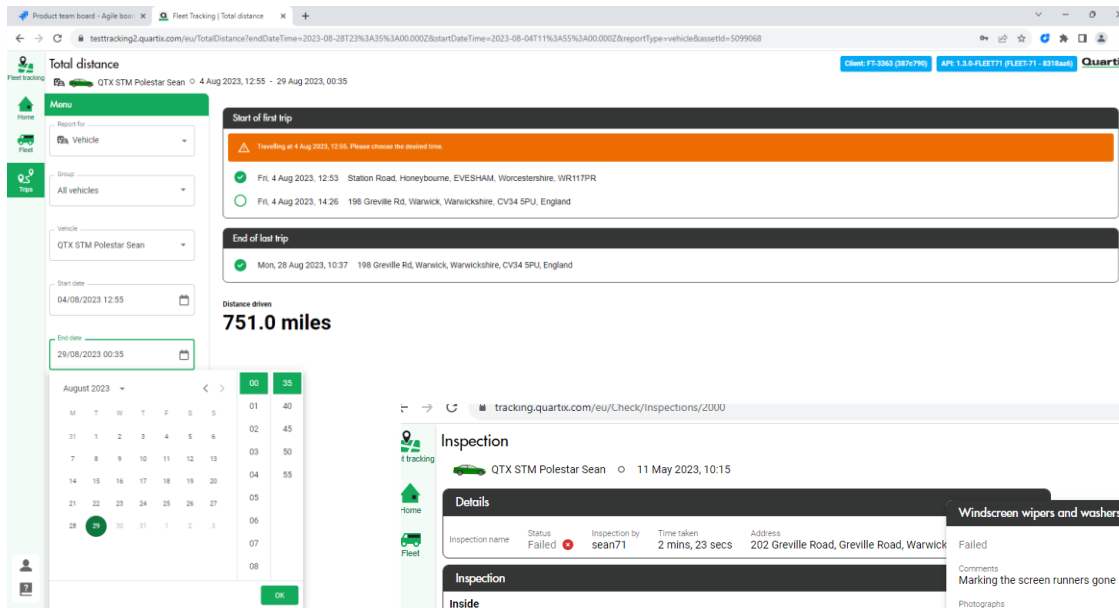 Product team board - Agile boar
Fleet Tracking | Total distance
testtracking2.quartix.com/eu/TotalDistance?endDateTime=2023-08-28T23%3A35%3A00.000Z&startDateTime=2023-08-04T11%3A55%3A00.000Z&reportType=vehicle&assetId=5099068
Fleet tracking
Total distance
Client: FT-3363 (387c790)
API: 1.3.0-FLEET71 (FLEET-71 - 8318aa6)
Quarti
QTX STM Polestar Sean
4 Aug 2023, 12:55 - 29 Aug 2023, 00:35
Home
Fleet
Trips
Menu
Report for
Vehicle
Group
All vehicles
Vehicle
QTX STM Polestar Sean
Start date
04/08/2023 12:55
End date
29/08/2023 00:35
August 2023
M T W T F S S
31 1 2 3 4 5 6
7 8 9 10 11 12 13
14 15 16 17 18 19 20
21 22 23 24 25 26 27
28 29 30 31 1 2 3
00 35
01 40
02 45
03 50
04 55
05
06
07
08
OK
Start of first trip
Travelling at 4 Aug 2023, 12:55. Please choose the desired time.
Fri, 4 Aug 2023, 12:53 Station Road, Honeybourne, EVESHAM, Worcestershire, WR117PR
Fri, 4 Aug 2023, 14:26 198 Greville Rd, Warwick, Warwickshire, CV34 5PU, England
End of last trip
Mon, 28 Aug 2023, 10:37 198 Greville Rd, Warwick, Warwickshire, CV34 5PU, England
Distance driven
751.0 miles
tracking.quartix.com/eu/Check/Inspections/2000
t tracking
Home
Fleet
Inspection
QTX STM Polestar Sean
11 May 2023, 10:15
Details
Inspection name
Status
Failed
Inspection by
sean71
Time taken
2 mins, 23 secs
Address
202 Greville Road, Greville Road, Warwick
Inspection
Inside
Windscreen wipers and washers
Failed
Comments
Marking the screen runners gone
Photographs